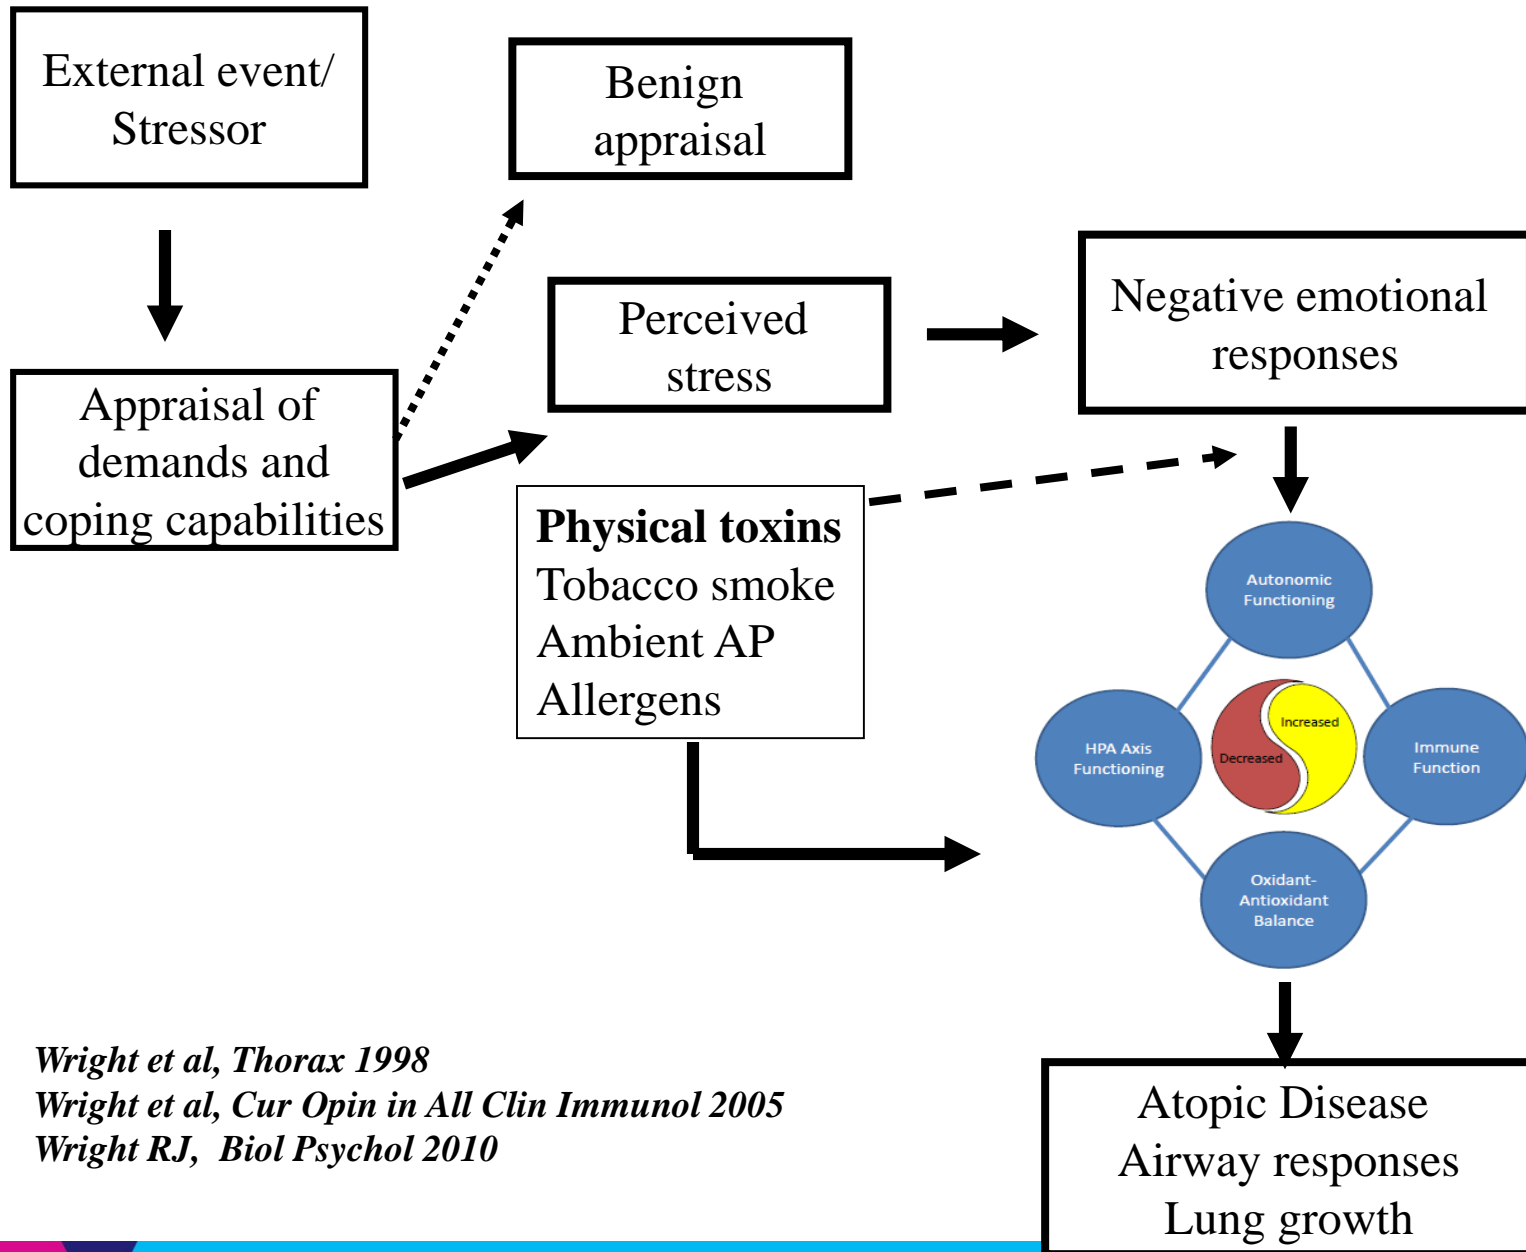 External event/
Stressor
Benign
appraisal
Perceived
stress
Negative emotional
responses
Appraisal of
demands and
coping capabilities
Physical toxins
Tobacco smoke
Ambient AP
Allergens
Autonomic
Functioning
HPA Axis
Functioning
Decreased
Increased
Immune
Function
Oxidant-
Antioxidant
Balance
Wright et al, Thorax 1998
Wright et al, Cur Opin in All Clin Immunol 2005
Wright RJ, Biol Psychol 2010
Atopic Disease
Airway responses
Lung growth